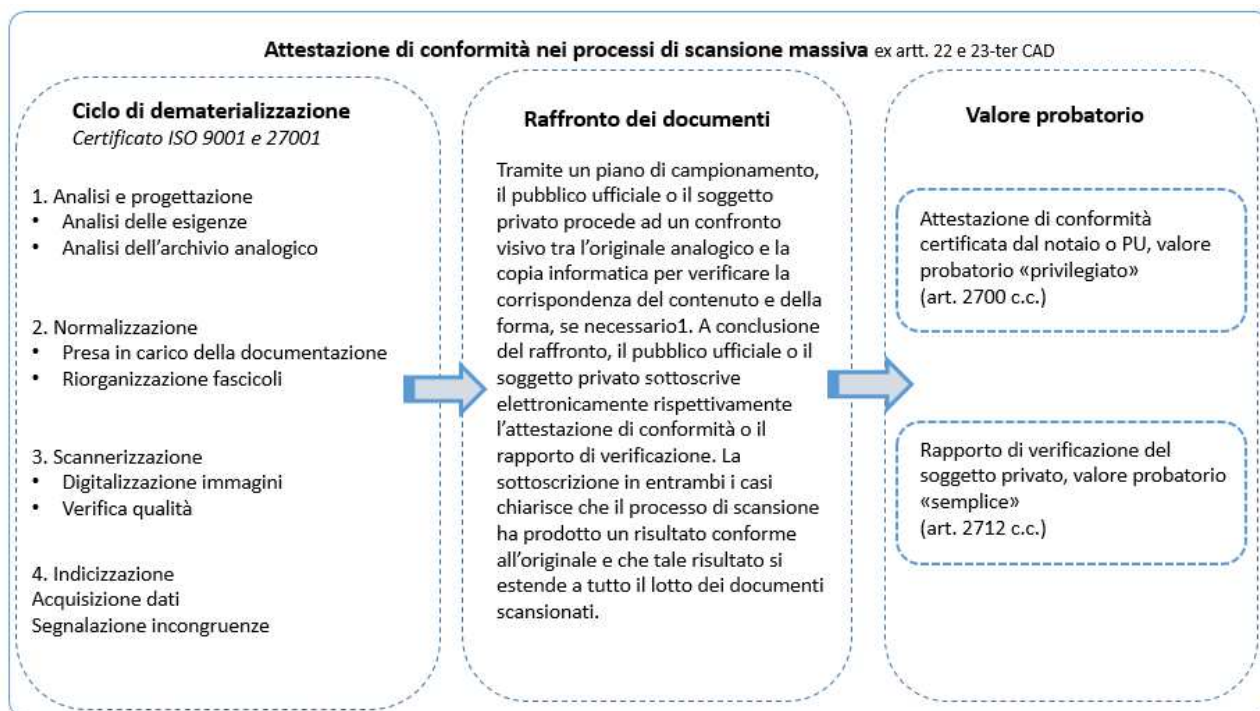 Attestazione di conformità nei processi di scansione massiva ex artt. 22 e 23-ter CAD
Ciclo di dematerializzazione
Certificato ISO 9001 e 27001
1. Analisi e progettazione
• Analisi delle esigenze
• Analisi dell’archivio analogico
2. Normalizzazione
• Presa in carico della documentazione
• Riorganizzazione fascicoli
3. Scannerizzazione
• Digitalizzazione immagini
• Verifica qualità
4. Indicizzazione
Acquisizione dati
Segnalazione incongruenze
Raffronto dei documenti
Tramite un piano di campionamento,
il pubblico ufficiale o il soggetto
privato procede ad un confronto
visivo tra l’originale analogico e la
copia informatica per verificare la
corrispondenza del contenuto e della
forma, se necessario1. A conclusione
del raffronto, il pubblico ufficiale o il
soggetto privato sottoscrive
elettronicamente rispettivamente
l’attestazione di conformità o il
rapporto di verificazione. La
sottoscrizione in entrambi i casi
chiarisce che il processo di scansione
ha prodotto un risultato conforme
all’originale e che tale risultato si
estende a tutto il lotto dei documenti
scansionati.
Valore probatorio
Attestazione di conformità
certificata dal notaio o PU, valore
probatorio «privilegiato»
(art. 2700 c.c.)
Rapporto di verificazione del
soggetto privato, valore probatorio
«semplice»
(art. 2712 c.c.)